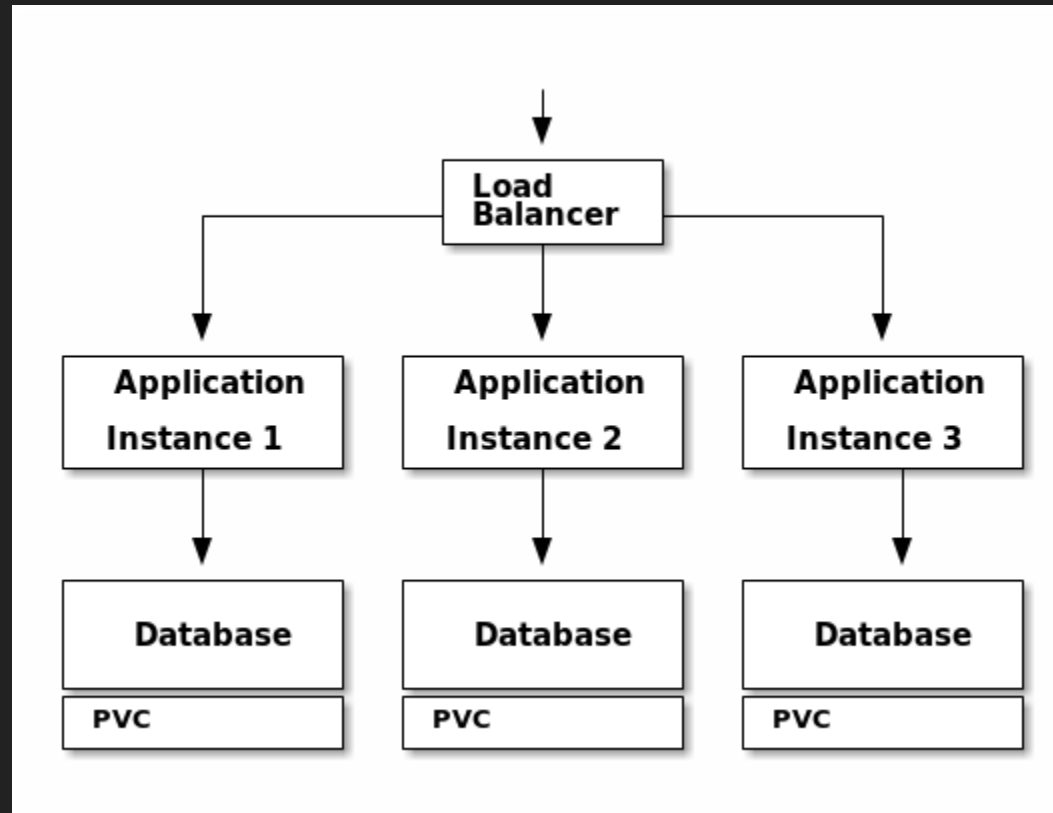 Load
Balancer
Application
Instance 1
Application
Instance 2
Application
Instance 3
Database
Database
Database
PVC
PVC
PVC